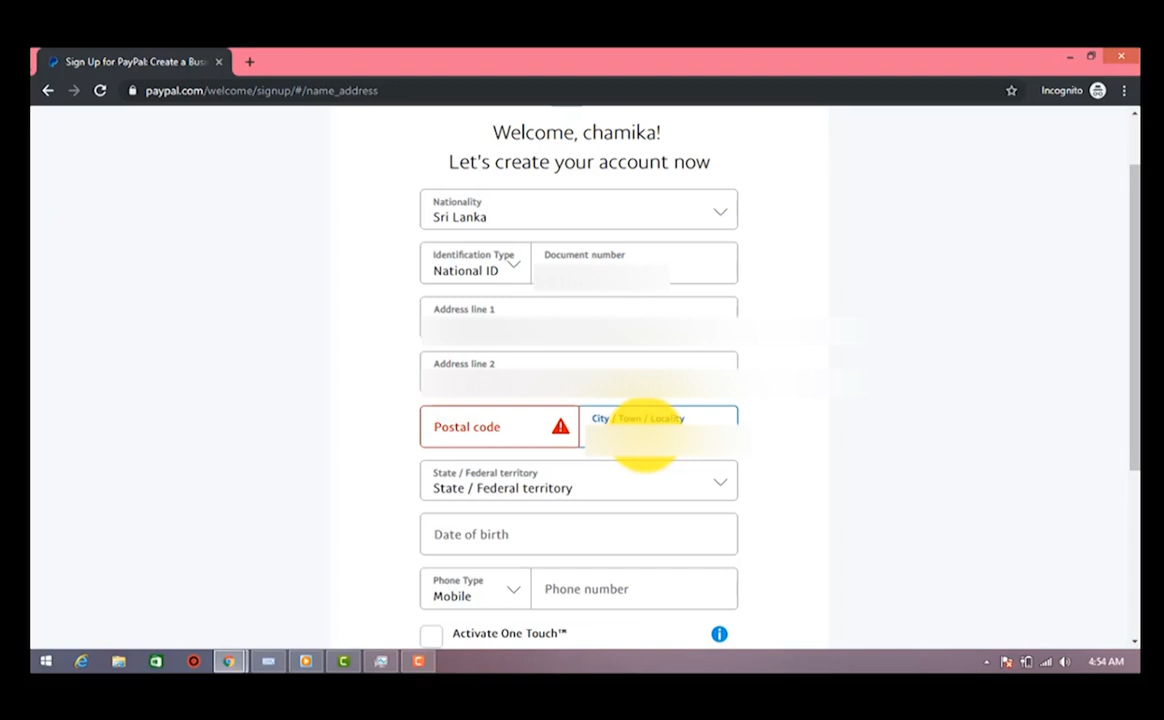 Sign Up for PayPal: Create a Busi
paypal.com/welcome/signup/#/name_address
Incognito
Welcome, chamika!
Let's create your account now
Nationality
Sri Lanka
Identification Type
Document number
National ID
Address line 1
Address line 2
Postal code
City / Town / Locality
State / Federal territory
State / Federal territory
Date of birth
Phone Type
Mobile
Phone number
Activate One Touch™
4:54 AM